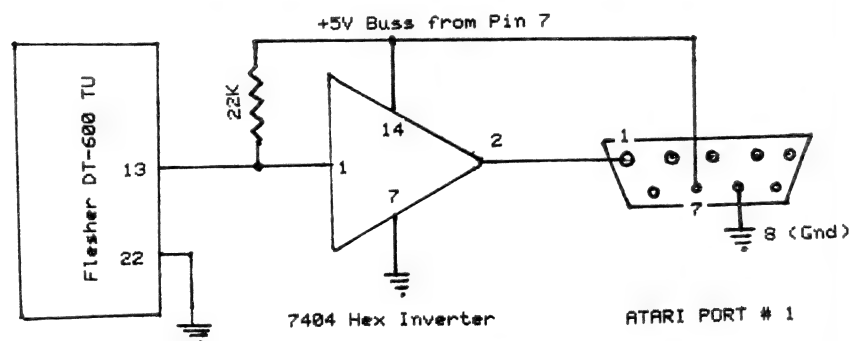 +5V Buss from Pin 7
Flesher DT-600 TU
22K
14
2
1
13
1
7
7
22
8 (Gnd)
7404 Hex Inverter
ATARI PORT # 1